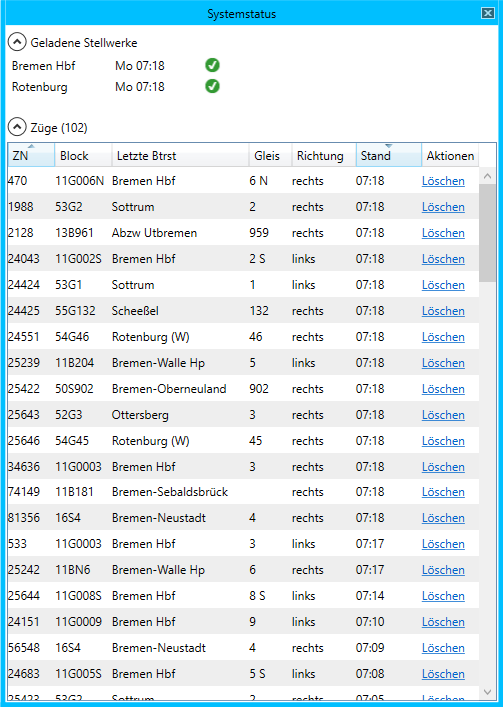 Systemstatus
Geladene Stellwerke
Bremen Hbf Mo 07:18
Rotenburg Mo 07:18
Züge (102)
ZN Block Letzte Btrst Gleis Richtung Stand Aktionen
470 11G006N Bremen Hbf 6 N rechts 07:18 Löschen
1988 53G2 Sottrum 2 rechts 07:18 Löschen
2128 13B961 Abzw Utbremen 959 rechts 07:18 Löschen
24043 11G002S Bremen Hbf 2 S links 07:18 Löschen
24424 53G1 Sottrum 1 links 07:18 Löschen
24425 55G132 Scheeßel 132 rechts 07:18 Löschen
24551 54G46 Rotenburg (W) 46 rechts 07:18 Löschen
25239 11B204 Bremen-Walle Hp 5 links 07:18 Löschen
25422 50S902 Bremen-Oberneuland 902 rechts 07:18 Löschen
25643 52G3 Ottersberg 3 rechts 07:18 Löschen
25646 54G45 Rotenburg (W) 45 rechts 07:18 Löschen
34636 11G0003 Bremen Hbf 3 rechts 07:18 Löschen
74149 11B181 Bremen-Sebaldsbrück rechts 07:18 Löschen
81356 16S4 Bremen-Neustadt 4 rechts 07:18 Löschen
533 11G0003 Bremen Hbf 3 links 07:17 Löschen
25242 11BN6 Bremen-Walle Hp 6 rechts 07:17 Löschen
25644 11G008S Bremen Hbf 8 S links 07:14 Löschen
24151 11G0009 Bremen Hbf 9 links 07:10 Löschen
56548 16S4 Bremen-Neustadt 4 rechts 07:09 Löschen
24683 11G005S Bremen Hbf 5 S links 07:08 Löschen
25423 53G2 Sottrum 2 rechts 07:05 Löschen